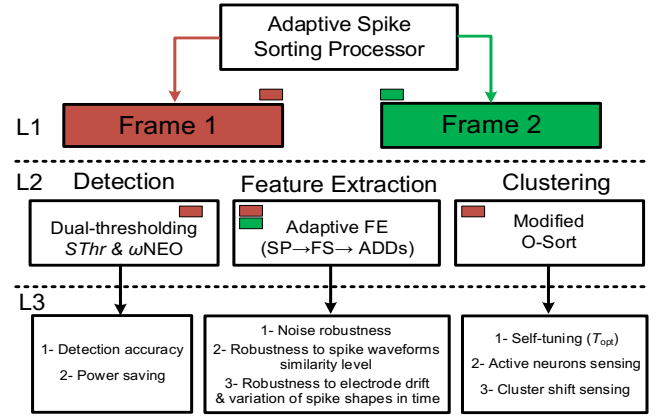 Adaptive Spike
Sorting Processor
L1
Frame 1
Frame 2
L2
Detection
Feature Extraction
Clustering
Dual-thresholding
SThr & ωNEO
Adaptive FE
(SP→FS→ ADDs)
Modified
O-Sort
L3
1- Detection accuracy
2- Power saving
1- Noise robustness
2- Robustness to spike waveforms
similarity level
3- Robustness to electrode drift
& variation of spike shapes in time
1- Self-tuning (Topt)
2- Active neurons sensing
3- Cluster shift sensing